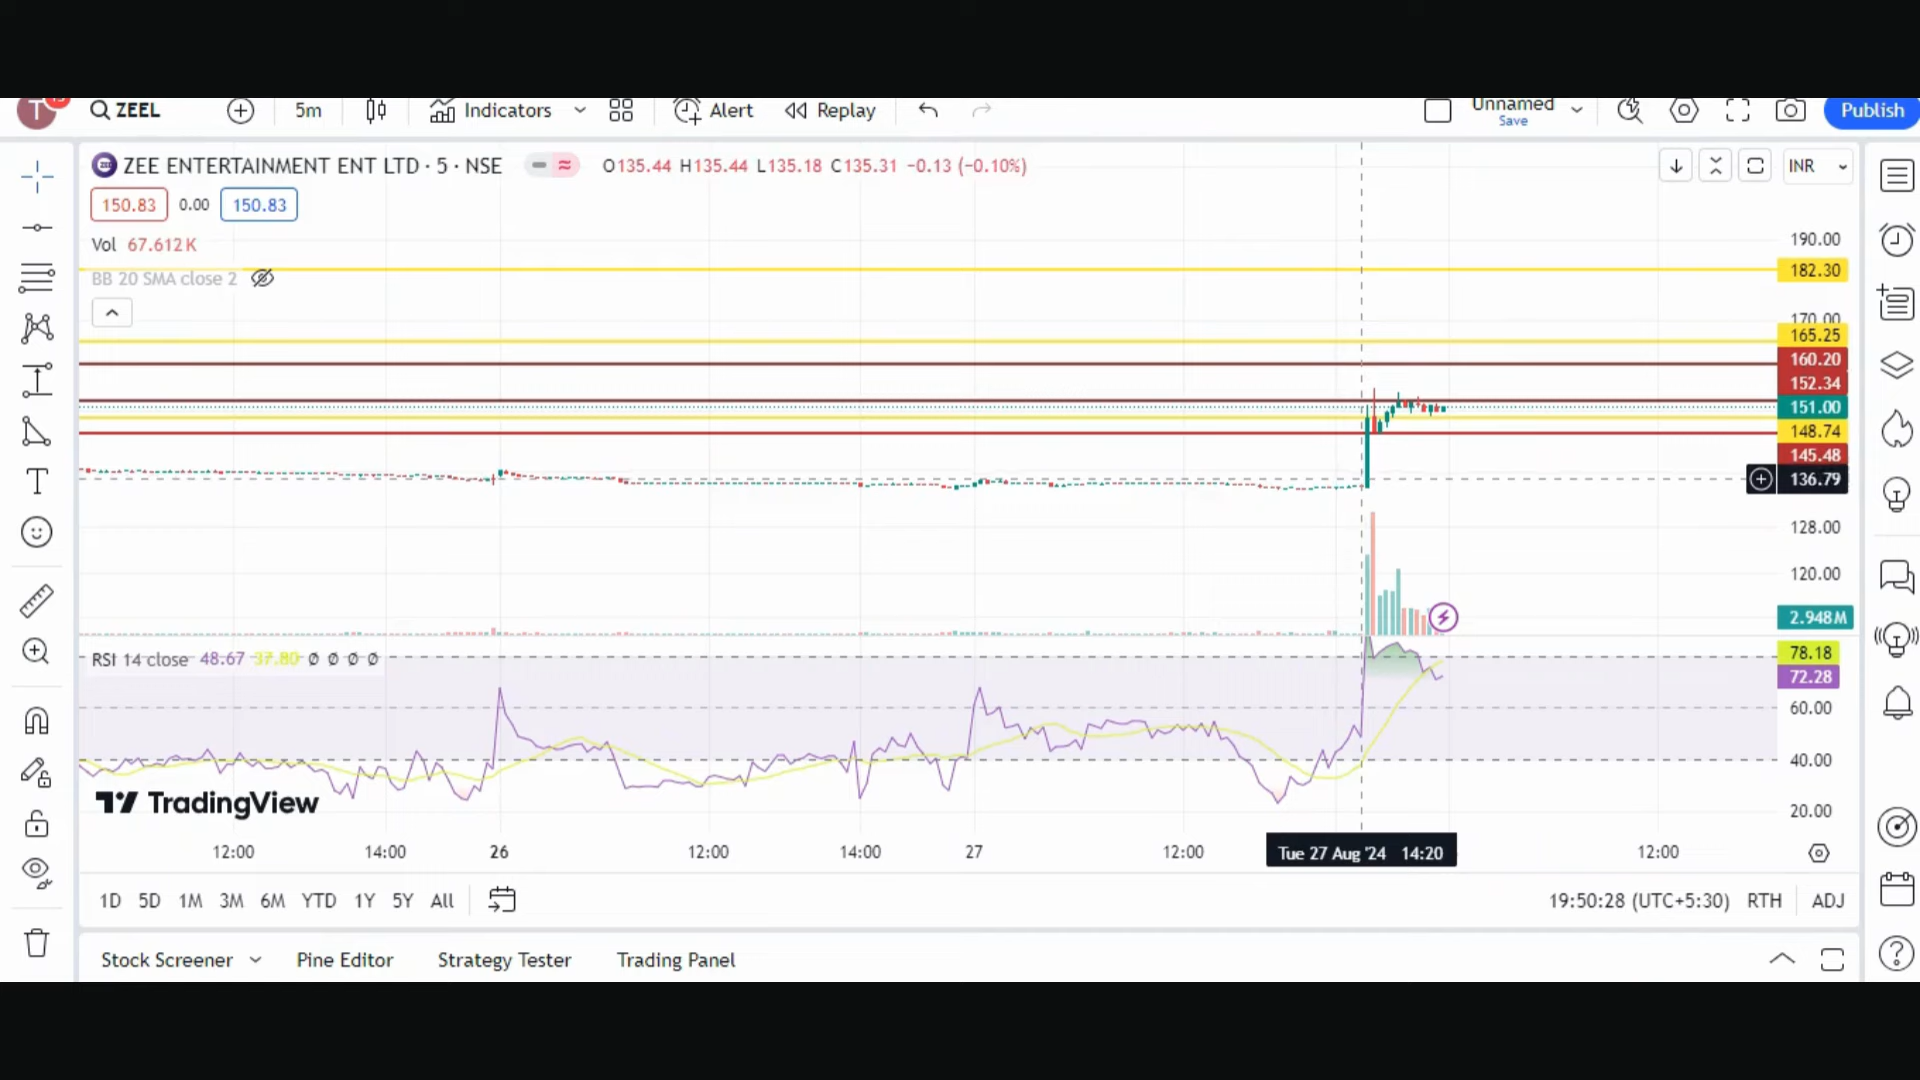 T
ZEEL
5m
Indicators
Alert
Replay
Unnamed
Save
Publish
ZEE ENTERTAINMENT ENT LTD · 5 · NSE
O135.44 H135.44 L135.18 C135.31 −0.13 (−0.10%)
INR
150.83 0.00 150.83
Vol 67.612K
BB 20 SMA close 2
190.00
182.30
170.00
165.25
160.20
152.34
151.00
148.74
145.48
136.79
128.00
120.00
2.948M
RSI 14 close 48.67 37.80 Ø Ø Ø Ø
78.18
72.28
60.00
40.00
20.00
TradingView
12:00 14:00 26 12:00 14:00 27 12:00 Tue 27 Aug '24 14:20 12:00
1D 5D 1M 3M 6M YTD 1Y 5Y All
19:50:28 (UTC+5:30) RTH ADJ
Stock Screener Pine Editor Strategy Tester Trading Panel